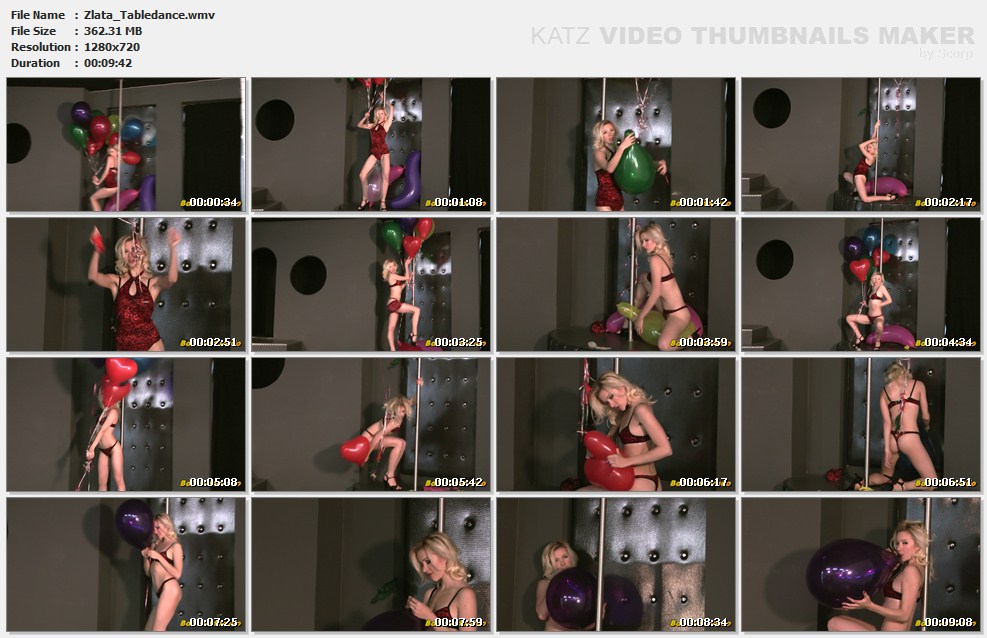 File Name : Zlata_Tabledance.wmv
File Size : 362.31 MB
Resolution : 1280x720
Duration : 00:09:42
KATZ VIDEO THUMBNAILS MAKER
by Scorp
00:00:34
00:01:08
00:01:42
00:02:17
00:02:51
00:03:25
00:03:59
00:04:34
00:05:08
00:05:42
00:06:17
00:06:51
00:07:25
00:07:59
00:08:34
00:09:08